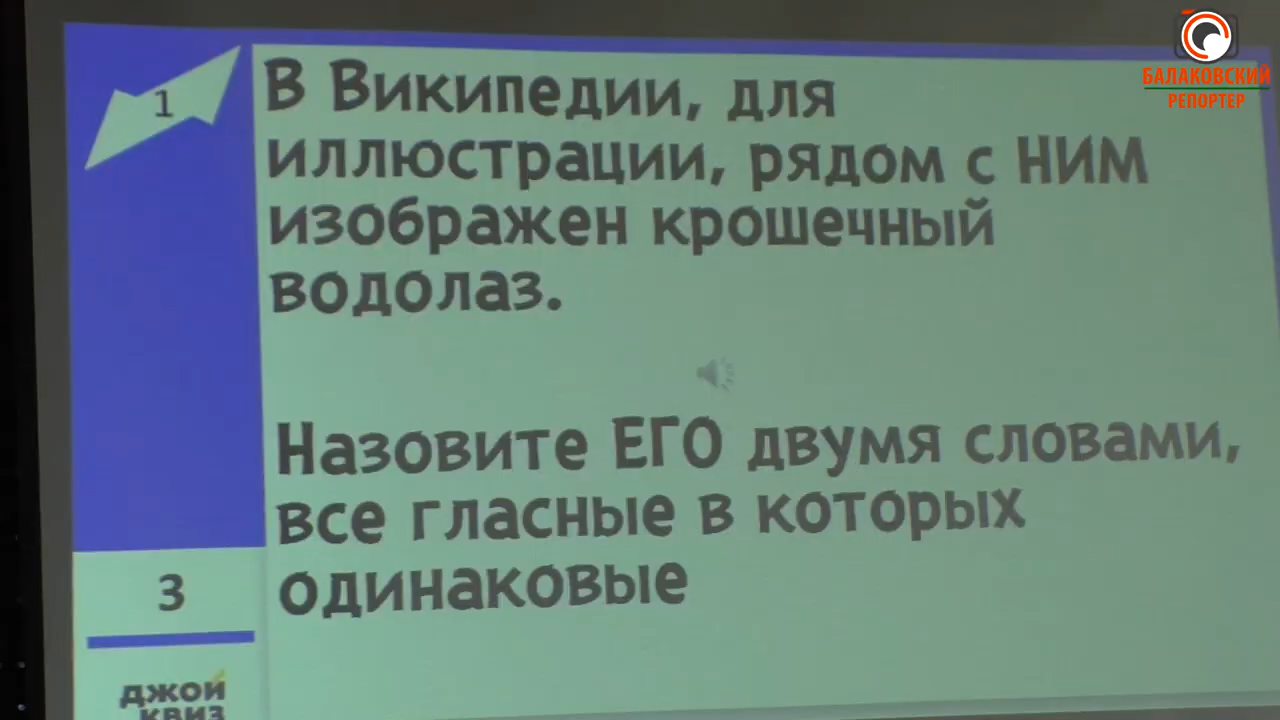 БАЛАКОВСКИЙ
РЕПОРТЕР
1
В Википедии, для
иллюстрации, рядом с НИМ
изображен крошечный
водолаз.
Назовите ЕГО двумя словами,
все гласные в которых
одинаковые
3
ДЖОЙ
КВИЗ